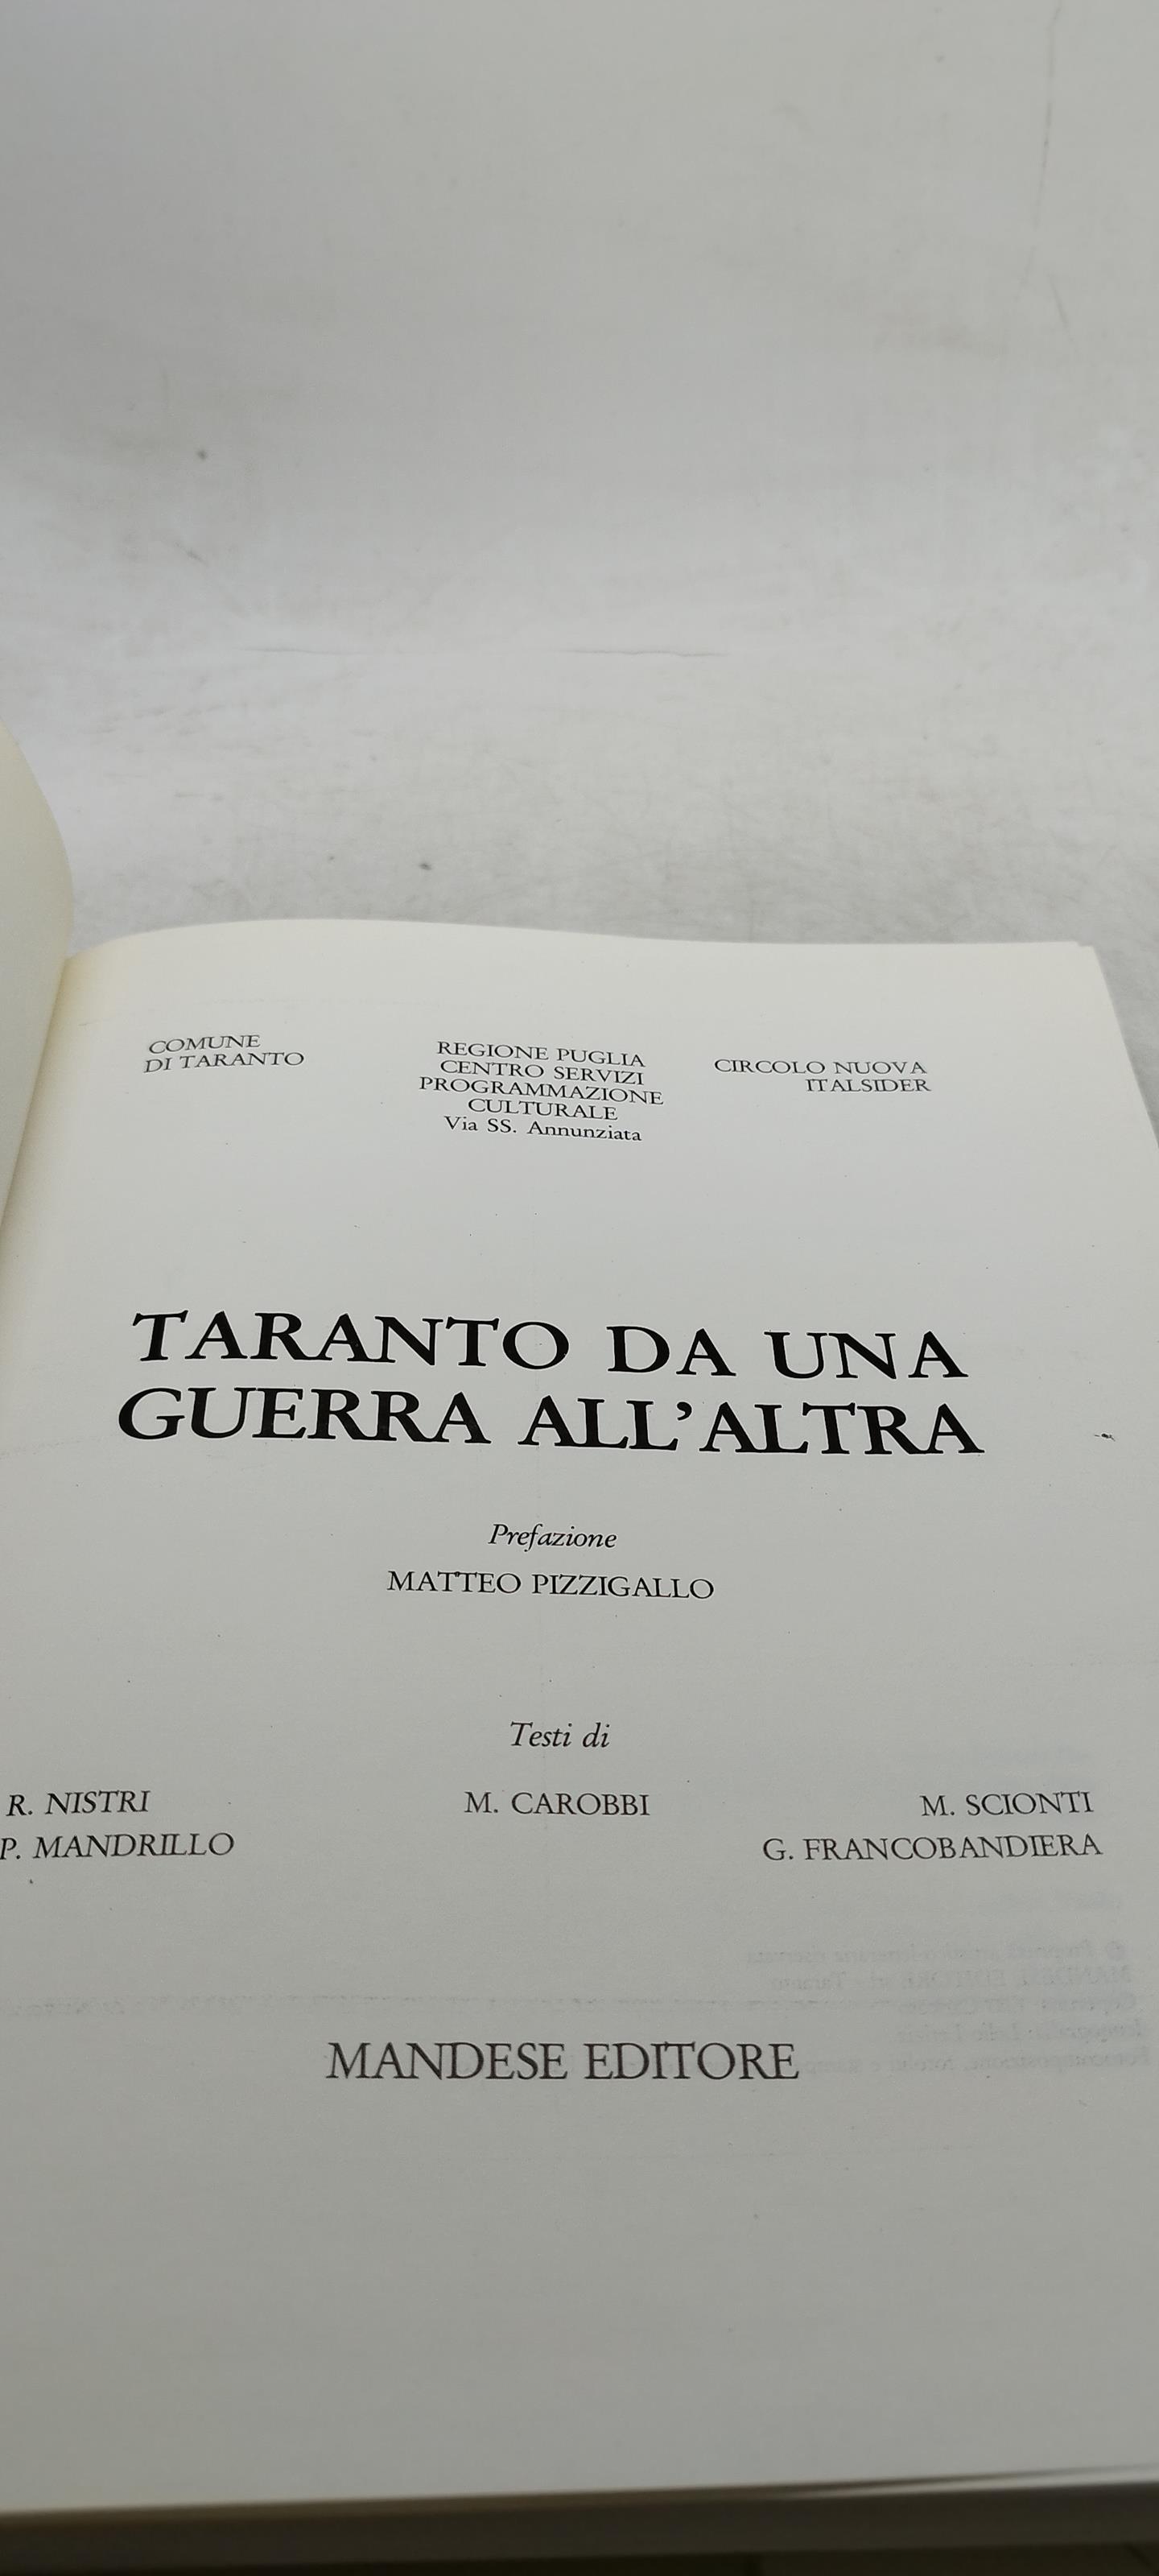 COMUNE
DI TARANTO
REGIONE PUGLIA
CENTRO SERVIZI
PROGRAMMAZIONE
CULTURALE
Via SS. Annunziata
CIRCOLO NUOVA
ITALSIDER
TARANTO DA UNA
GUERRA ALL'ALTRA
Prefazione
MATTEO PIZZIGALLO
Testi di
R. NISTRI
M. CAROBBI
M. SCIONTI
P. MANDRILLO
G. FRANCOBANDIERA
MANDESE EDITORE